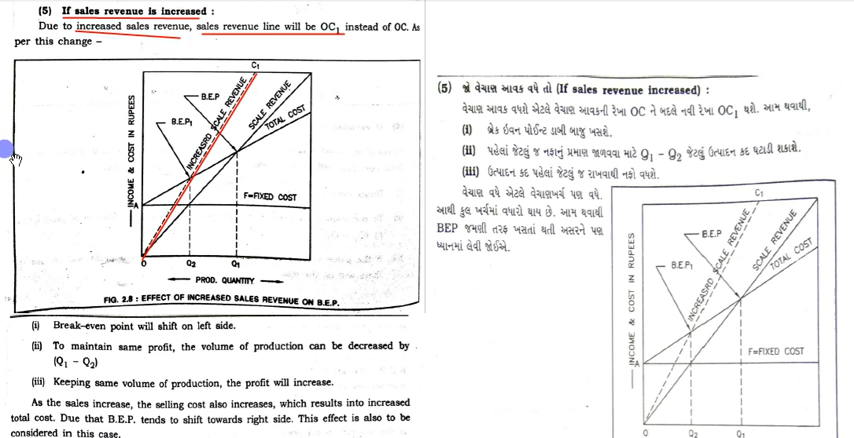 (5) If sales revenue is increased :
Due to increased sales revenue, sales revenue line will be OC₁ instead of OC. As
per this change –
C₁
B.E.P
B.E.P₁
INCREASRD SCALE REVENUE
SCALE REVENUE
TOTAL COST
INCOME & COST IN RUPEES
A
F=FIXED COST
O
Q₂
Q₁
PROD. QUANTITY
FIG. 2.8 : EFFECT OF INCREASED SALES REVENUE ON B.E.P.
(i) Break-even point will shift on left side.
(ii) To maintain same profit, the volume of production can be decreased by
(Q₁ – Q₂)
(iii) Keeping same volume of production, the profit will increase.
As the sales increase, the selling cost also increases, which results into increased
total cost. Due that B.E.P. tends to shift towards right side. This effect is also to be
considered in this case.
(5) જો વેચાણ આવક વધે તો (If sales revenue increased) :
વેચાણ આવક વધશે એટલે વેચાણ આવકની રેખા OC ને બદલે નવી રેખા OC₁ થશે. આમ થવાથી,
(i) બ્રેક ઇવન પોઈન્ટ ડાબી બાજુ ખસશે.
(ii) પહેલાં જેટલું જ નફાનું પ્રમાણ જાળવવા માટે Q₁ – Q₂ જેટલું ઉત્પાદન કદ ઘટાડી શકાશે.
(iii) ઉત્પાદન કદ પહેલાં જેટલું જ રાખવાથી નફો વધશે.
વેચાણ વધે એટલે વેચાણખર્ચ પણ વધે.
આથી કુલ ખર્ચમાં વધારો થાય છે. આમ થવાથી
BEP જમણી તરફ ખસતાં થતી અસરને પણ
ધ્યાનમાં લેવી જોઈએ.
C₁
B.E.P
B.E.P₁
INCREASRD SCALE REVENUE
SCALE REVENUE
TOTAL COST
INCOME & COST IN RUPEES
A
F=FIXED COST
O
Q₂
Q₁